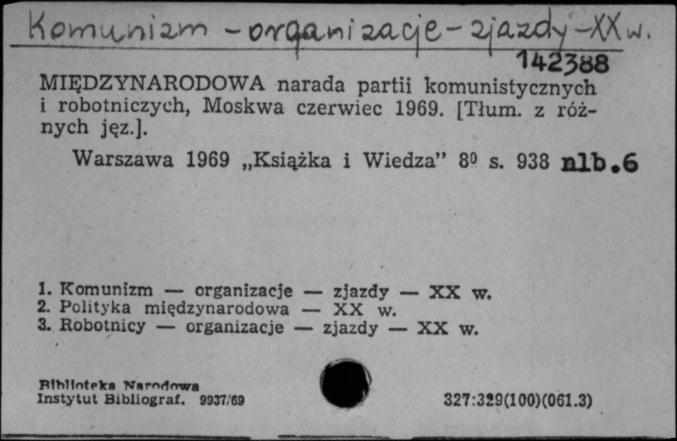 Komunizm - organizacje - zjazdy - XX w.
142388
MIĘDZYNARODOWA narada partii komunistycznych
i robotniczych, Moskwa czerwiec 1969. [Tłum. z róż-
nych jęz.].
Warszawa 1969 „Książka i Wiedza” 8º s. 938 nlb.6
1. Komunizm — organizacje — zjazdy — XX w.
2. Polityka międzynarodowa — XX w.
3. Robotnicy — organizacje — zjazdy — XX w.
Biblioteka Narodowa
Instytut Bibliograf. 9937/69
327:329(100)(061.3)